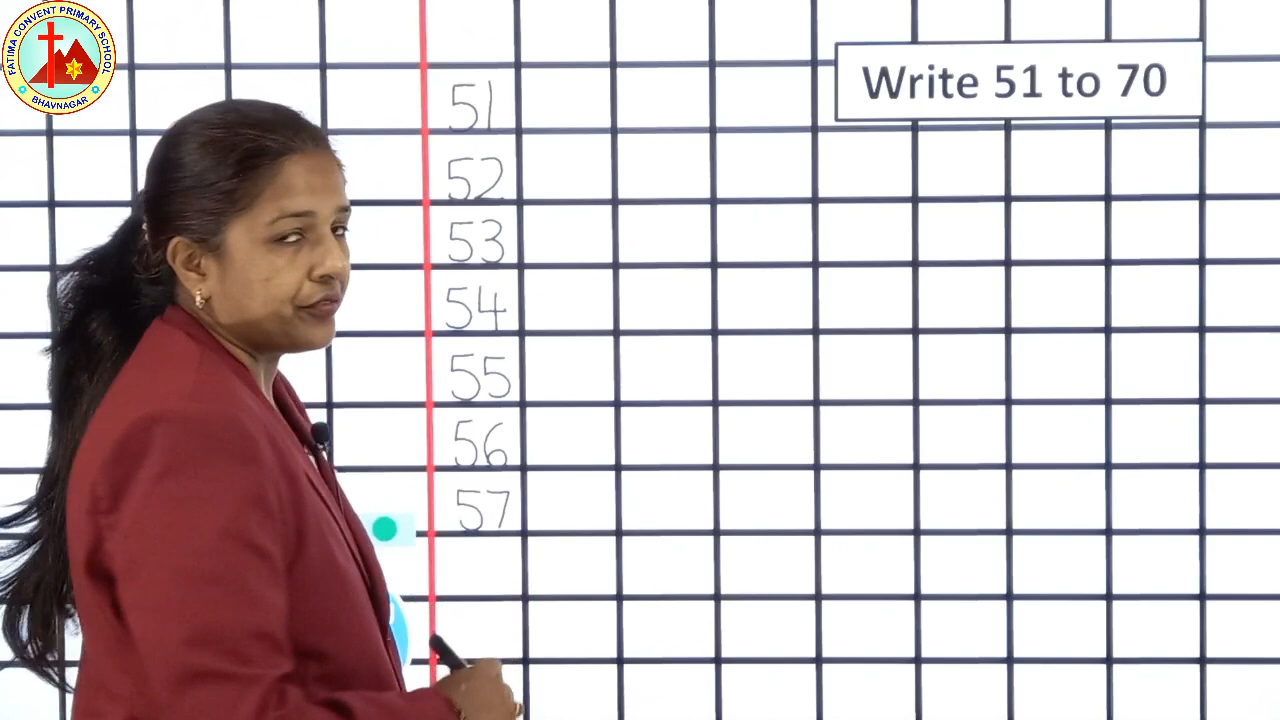 FATIMA CONVENT PRIMARY SCHOOL
BHAVNAGAR
Write 51 to 70
51
52
53
54
55
56
57